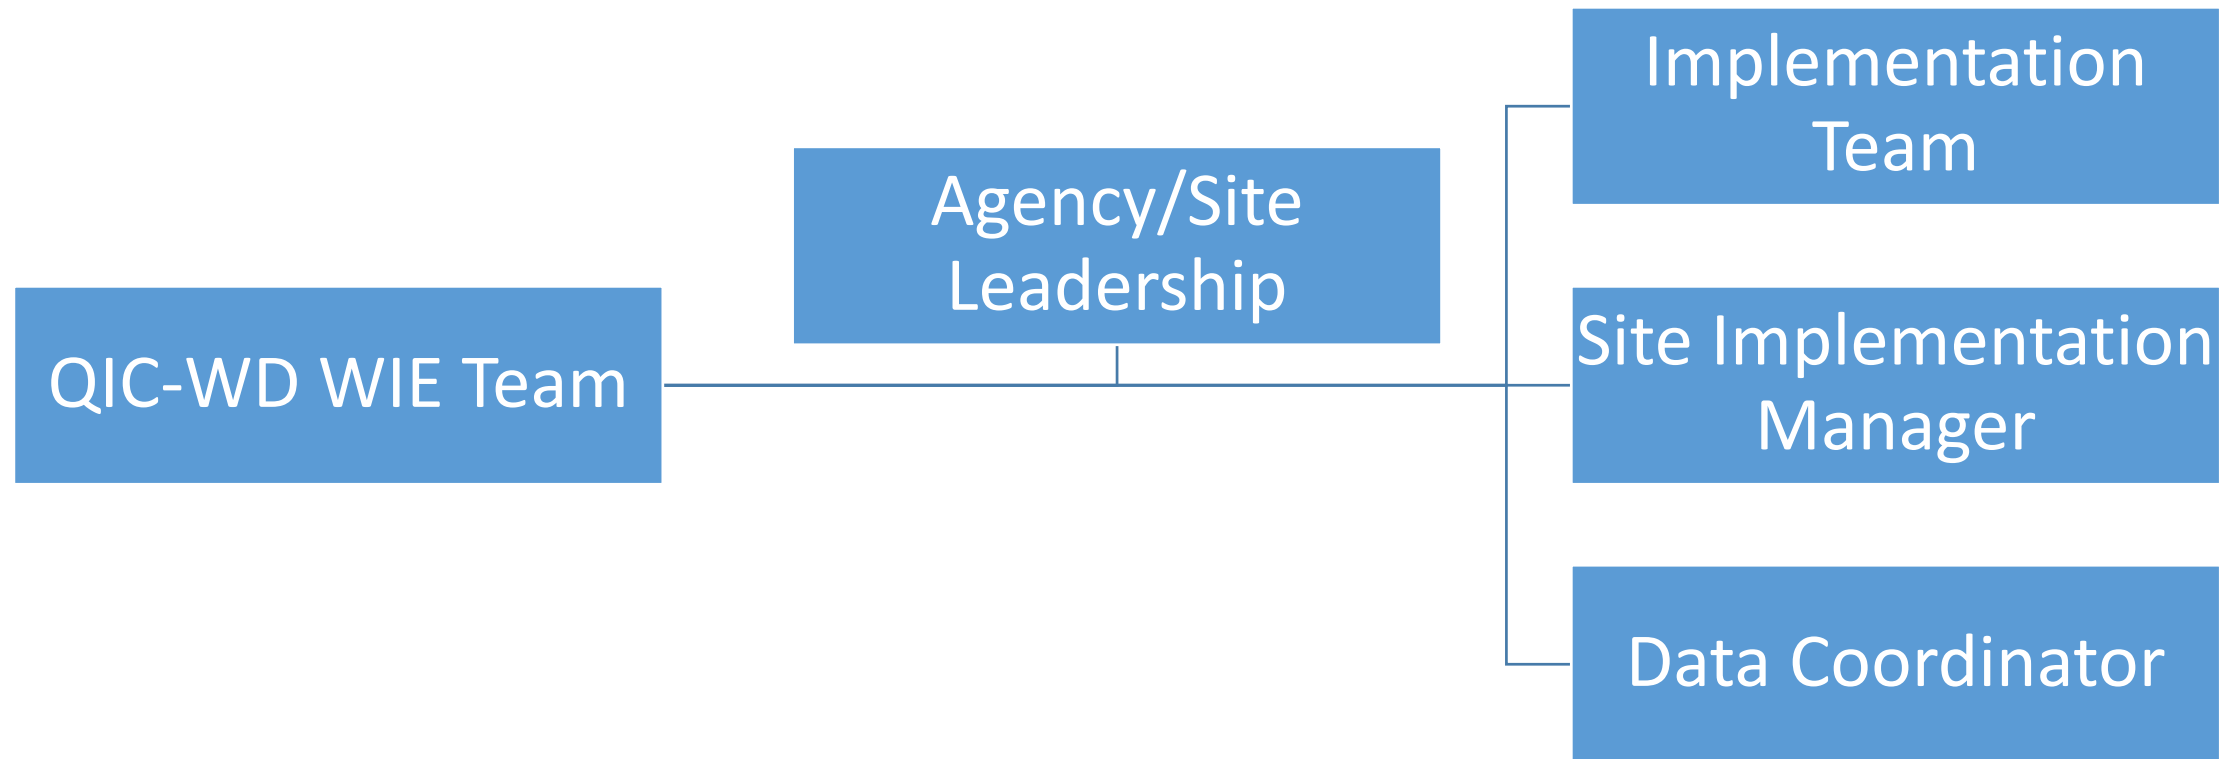 QIC-WD WIE Team
Agency/Site
Leadership
Implementation
Team
Site Implementation
Manager
Data Coordinator